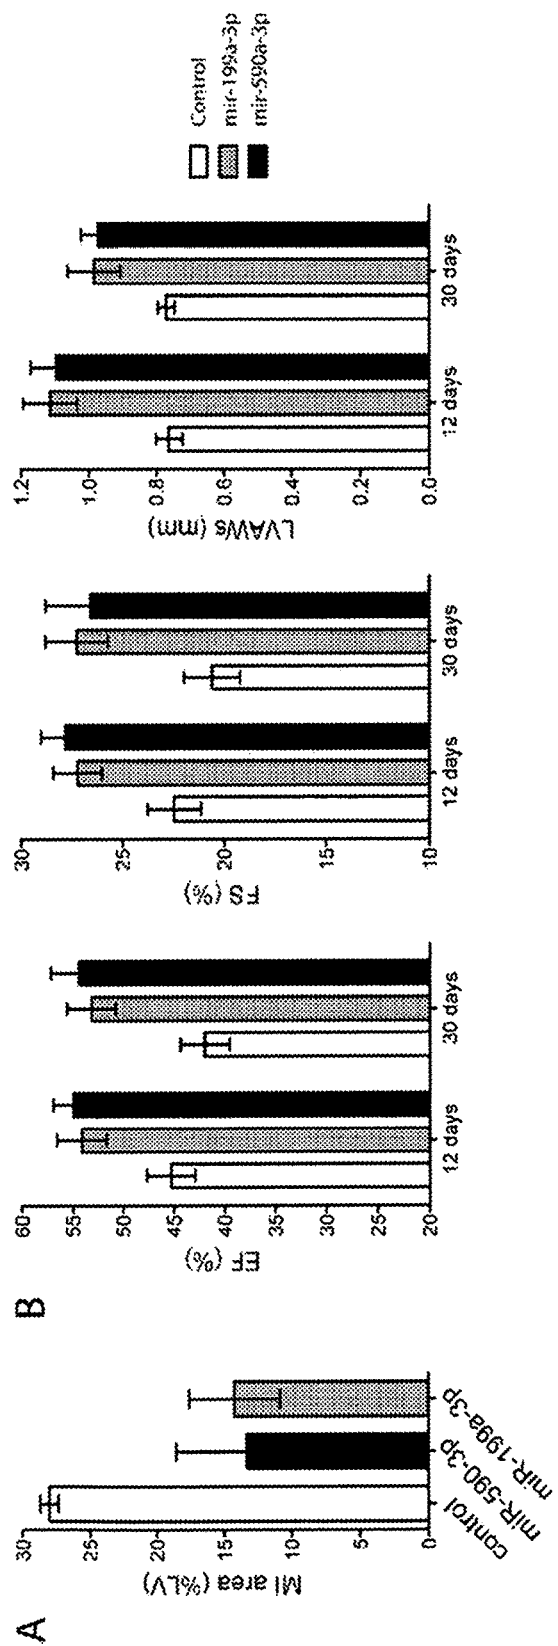 A
MI area (%LV)
30
25
20
15
10
5
0
control
miR-590-3p
miR-199a-3p
B
EF (%)
60
55
50
45
40
35
30
25
20
12 days
30 days
FS (%)
30
25
20
15
10
12 days
30 days
LVAWs (mm)
1.2
1.0
0.8
0.6
0.4
0.2
0.0
12 days
30 days
Control
mir-199a-3p
mir-590a-3p